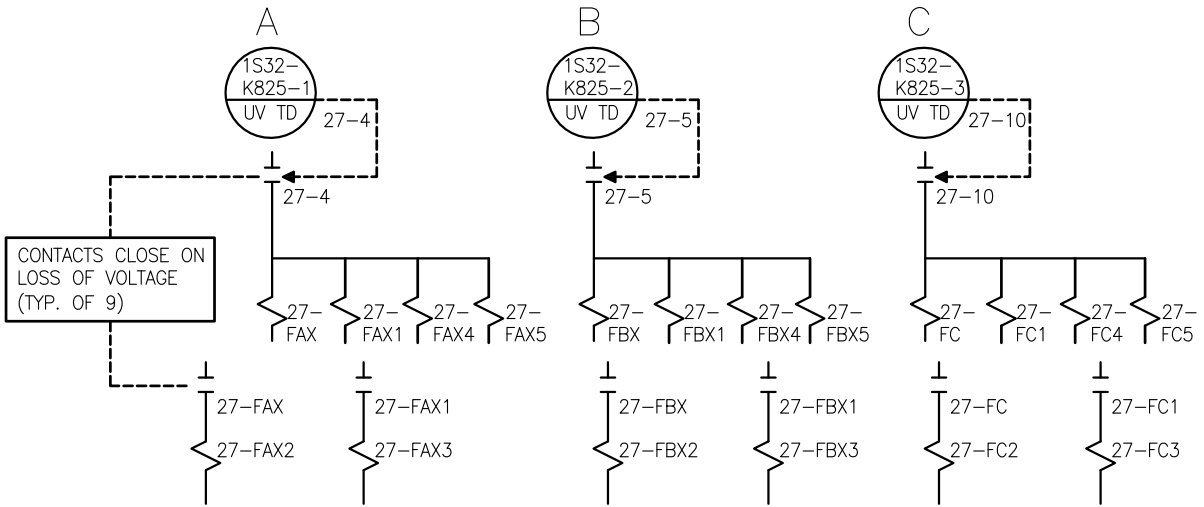 A
B
C
1S32-
K825-1
UV TD
27-4
27-4
1S32-
K825-2
UV TD
27-5
27-5
1S32-
K825-3
UV TD
27-10
27-10
CONTACTS CLOSE ON
LOSS OF VOLTAGE
(TYP. OF 9)
27-
FAX
27-
FAX1
27-
FAX4
27-
FAX5
27-
FBX
27-
FBX1
27-
FBX4
27-
FBX5
27-
FC
27-
FC1
27-
FC4
27-
FC5
27-FAX
27-FAX2
27-FAX1
27-FAX3
27-FBX
27-FBX2
27-FBX1
27-FBX3
27-FC
27-FC2
27-FC1
27-FC3